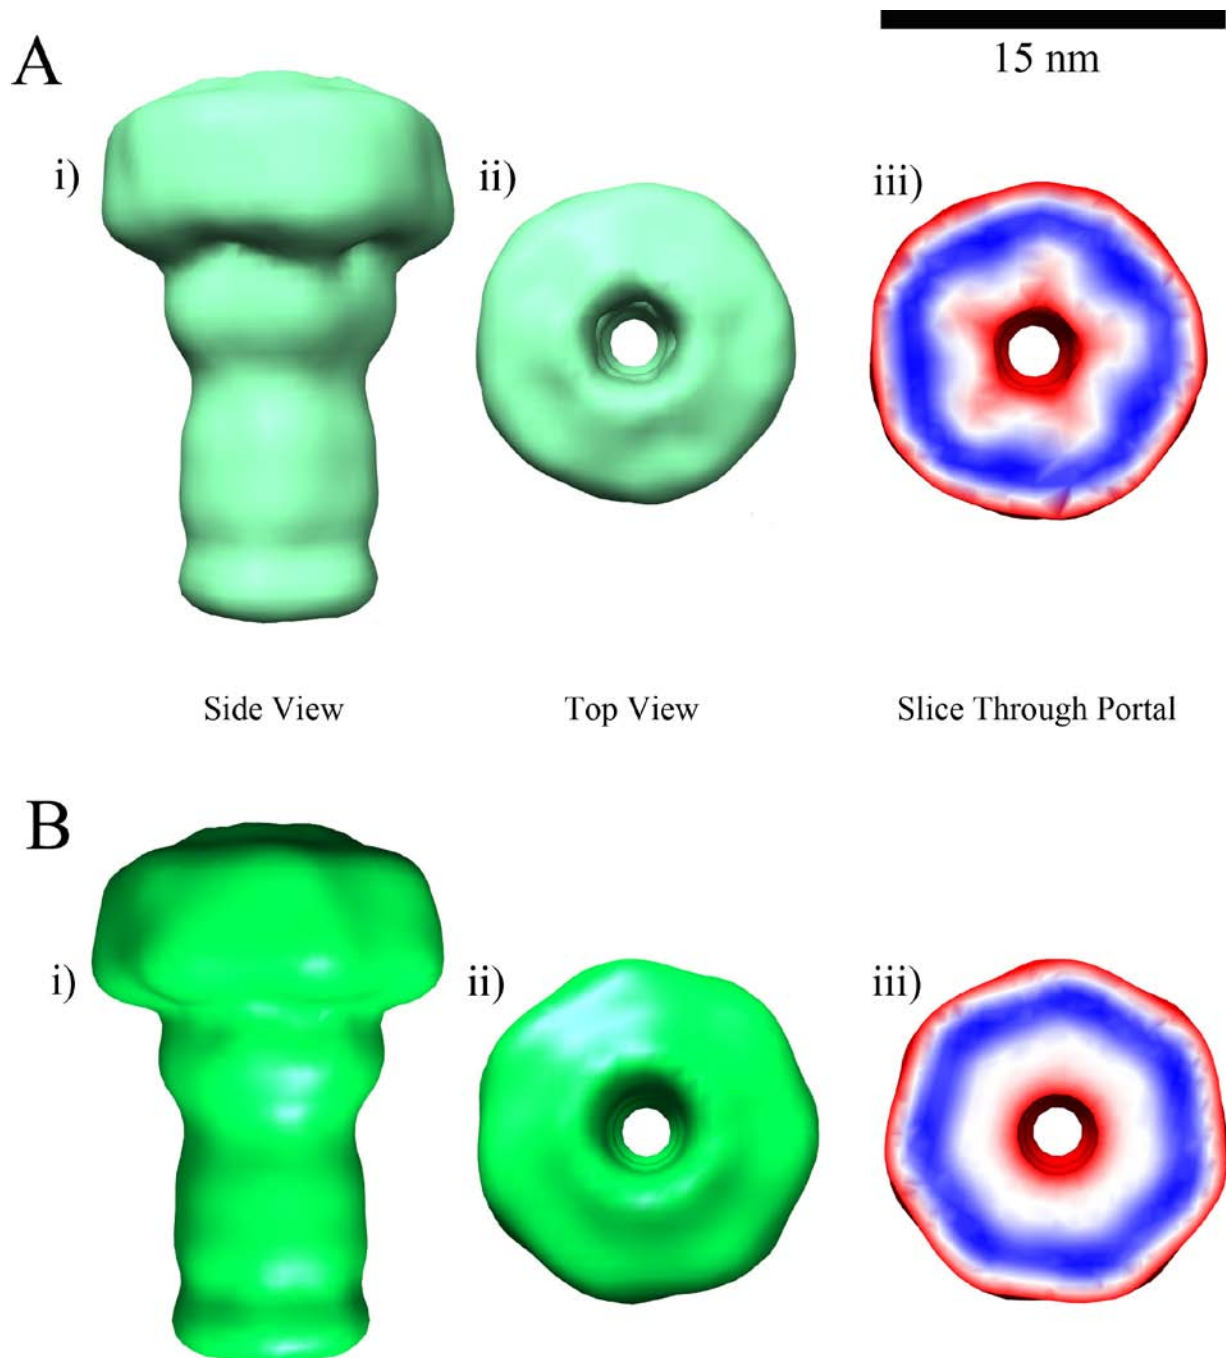 A
15 nm
i)
ii)
iii)
Side View
Top View
Slice Through Portal
B
i)
ii)
iii)